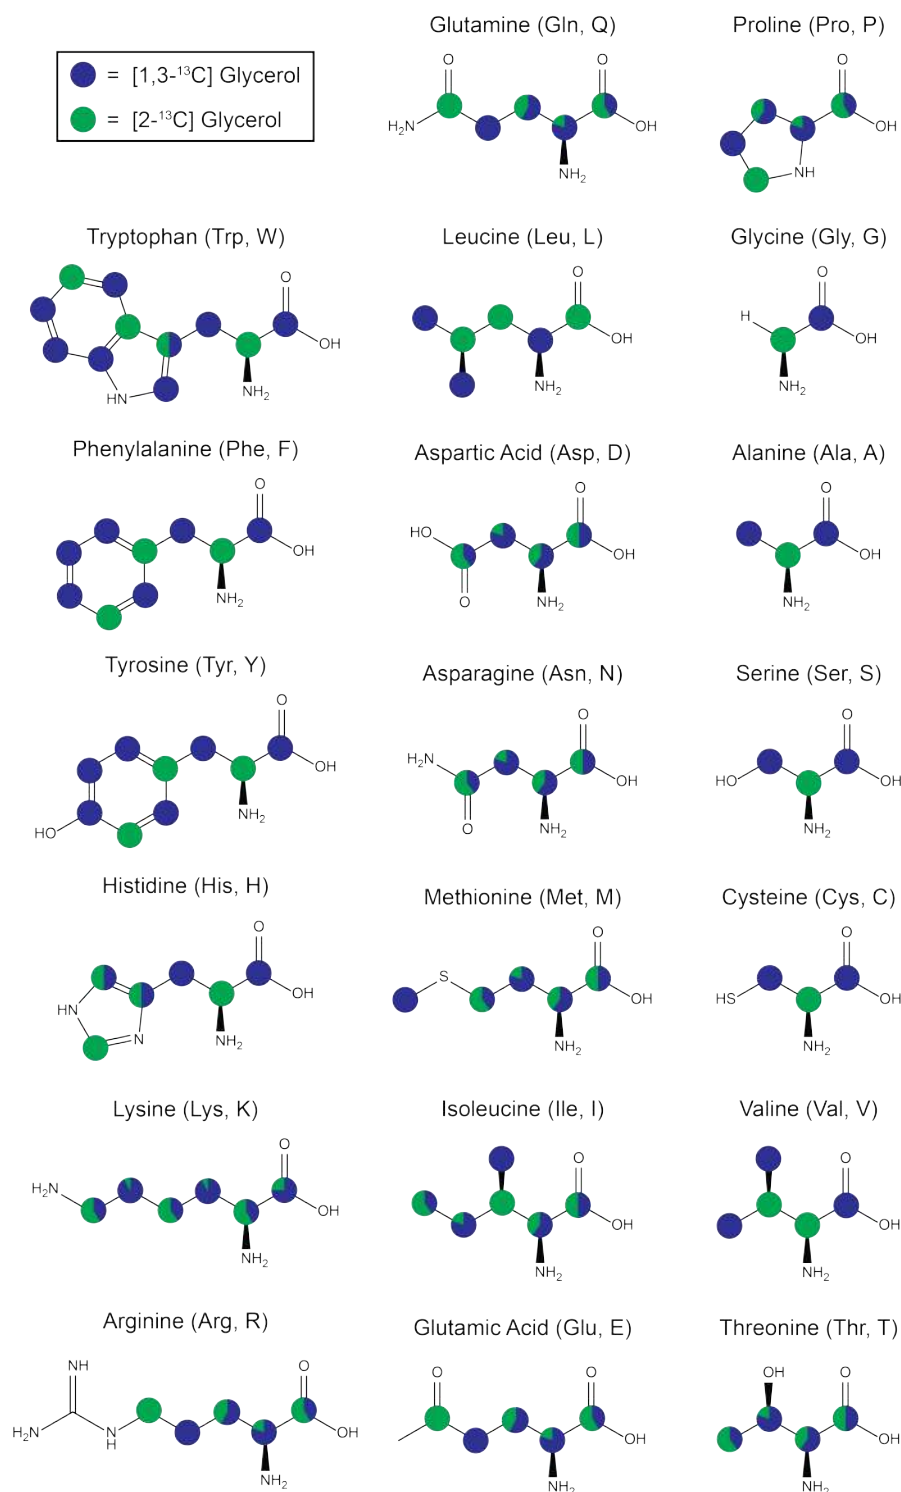 = [1,3-¹³C] Glycerol
= [2-¹³C] Glycerol
Glutamine (Gln, Q)
O
O
H₂N
OH
NH₂
Proline (Pro, P)
O
OH
NH
Tryptophan (Trp, W)
O
OH
HN
NH₂
Leucine (Leu, L)
O
OH
NH₂
Glycine (Gly, G)
O
H
OH
NH₂
Phenylalanine (Phe, F)
O
OH
NH₂
Aspartic Acid (Asp, D)
O
HO
OH
O
NH₂
Alanine (Ala, A)
O
OH
NH₂
Tyrosine (Tyr, Y)
O
OH
HO
NH₂
Asparagine (Asn, N)
O
H₂N
OH
O
NH₂
Serine (Ser, S)
O
HO
OH
NH₂
Histidine (His, H)
O
OH
HN
N
NH₂
Methionine (Met, M)
O
S
OH
NH₂
Cysteine (Cys, C)
O
HS
OH
NH₂
Lysine (Lys, K)
O
H₂N
OH
NH₂
Isoleucine (Ile, I)
O
OH
NH₂
Valine (Val, V)
O
OH
NH₂
Arginine (Arg, R)
NH
O
H₂N
N
H
OH
NH₂
Glutamic Acid (Glu, E)
O
O
OH
NH₂
Threonine (Thr, T)
OH
O
OH
NH₂